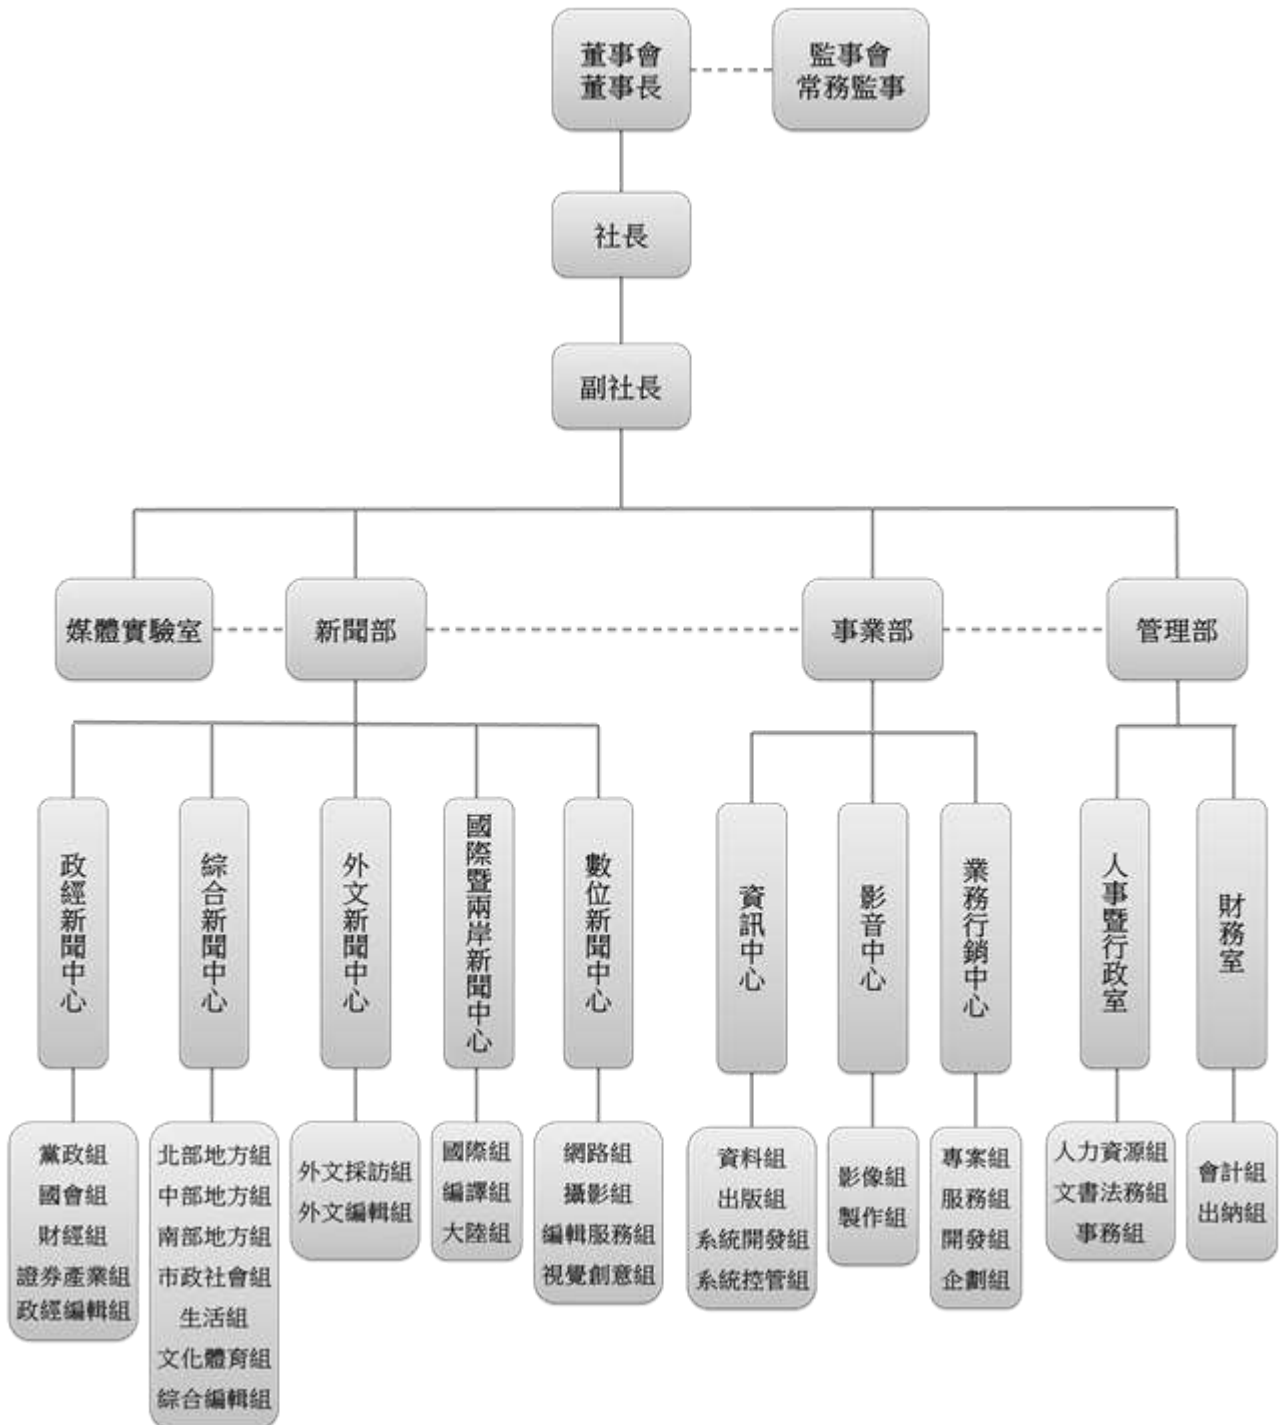 董事會
董事長
監事會
常務監事
社長
副社長
媒體實驗室
新聞部
事業部
管理部
政經新聞中心
綜合新聞中心
外文新聞中心
國際暨兩岸新聞中心
數位新聞中心
資訊中心
影音中心
業務行銷中心
人事暨行政室
財務室
黨政組
國會組
財經組
證券產業組
政經編輯組
北部地方組
中部地方組
南部地方組
市政社會組
生活組
文化體育組
綜合編輯組
外文採訪組
外文編輯組
國際組
編譯組
大陸組
網路組
攝影組
編輯服務組
視覺創意組
資料組
出版組
系統開發組
系統控管組
影像組
製作組
專案組
服務組
開發組
企劃組
人力資源組
文書法務組
事務組
會計組
出納組